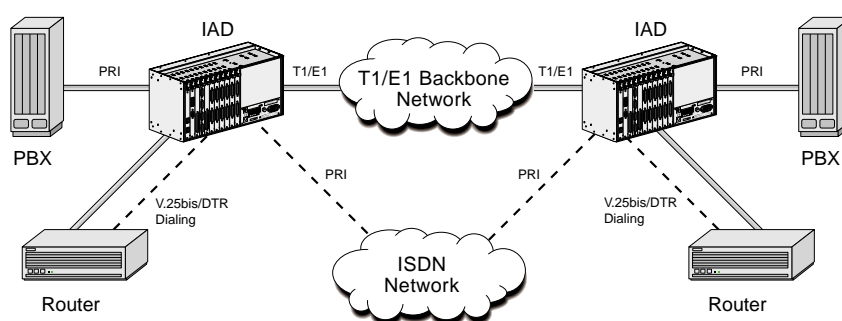 IAD
IAD
PRI
T1/E1
T1/E1 Backbone
Network
T1/E1
PRI
PBX
PBX
PRI
PRI
V.25bis/DTR
Dialing
V.25bis/DTR
Dialing
ISDN
Network
Router
Router